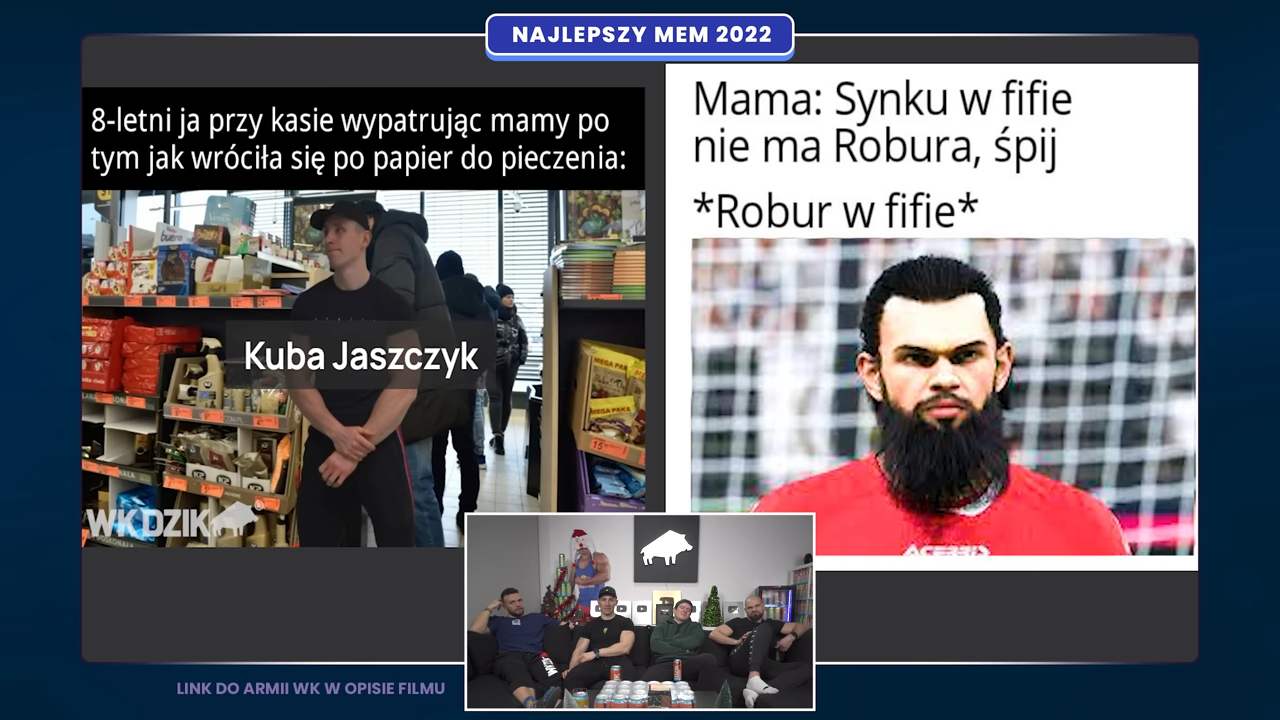 NAJLEPSZY MEM 2022
8-letni ja przy kasie wypatrując mamy po
tym jak wróciła się po papier do pieczenia:
Kuba Jaszczyk
WK DZIK
Mama: Synku w fifie
nie ma Robura, śpij
*Robur w fifie*
ACERBIS
MEGA PAKA
MEGA PAKA
LINK DO ARMII WK W OPISIE FILMU